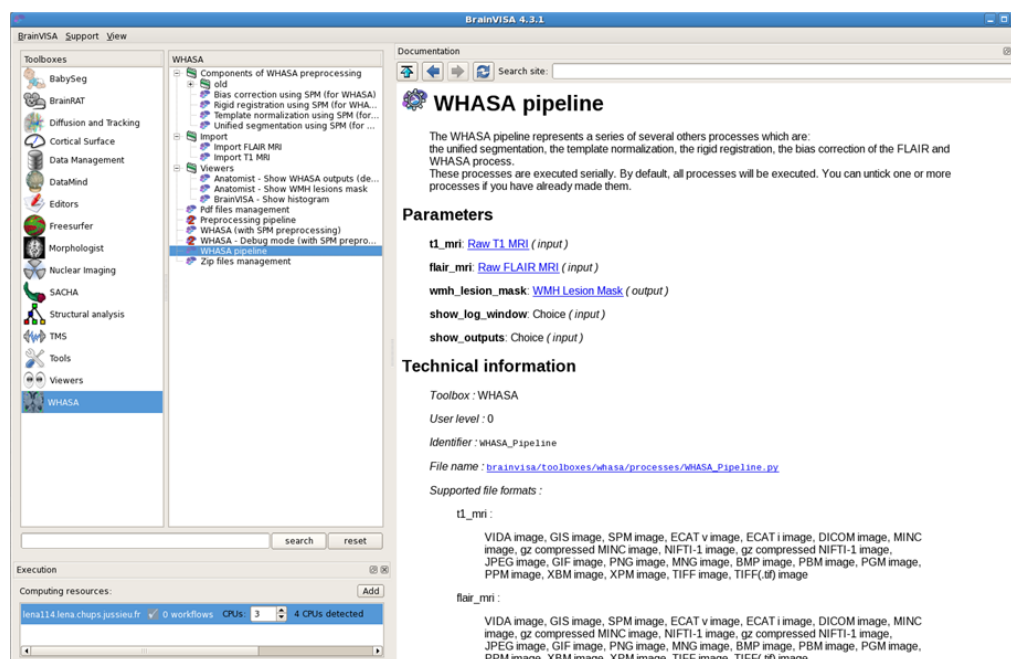 BrainVISA 4.3.1
BrainVISA Support View
Toolboxes
BabySeg
BrainRAT
Diffusion and Tracking
Cortical Surface
Data Management
DataMind
Editors
Freesurfer
Morphologist
Nuclear Imaging
SACHA
Structural analysis
TMS
Tools
Viewers
WHASA
WHASA
Components of WHASA preprocessing
old
Bias correction using SPM (for WHASA)
Rigid registration using SPM (for WHA...
Template normalization using SPM (for...
Unified segmentation using SPM (for ...
Import
Import FLAIR MRI
Import T1 MRI
Viewers
Anatomist - Show WHASA outputs (de...
Anatomist - Show WMH lesions mask
BrainVISA - Show histogram
Pdf files management
Preprocessing pipeline
WHASA (with SPM preprocessing)
WHASA - Debug mode (with SPM prepro...
WHASA pipeline
Zip files management
search reset
Execution
Computing resources: Add
lena114.lena.chups.jussieu.fr 0 workflows CPUs: 3 4 CPUs detected
Documentation
Search site:
WHASA pipeline
The WHASA pipeline represents a series of several others processes which are:
the unified segmentation, the template normalization, the rigid registration, the bias correction of the FLAIR and
WHASA process.
These processes are executed serially. By default, all processes will be executed. You can untick one or more
processes if you have already made them.
Parameters
t1_mri: Raw T1 MRI ( input )
flair_mri: Raw FLAIR MRI ( input )
wmh_lesion_mask: WMH Lesion Mask ( output )
show_log_window: Choice ( input )
show_outputs: Choice ( input )
Technical information
Toolbox : WHASA
User level : 0
Identifier : WHASA_Pipeline
File name : brainvisa/toolboxes/whasa/processes/WHASA_Pipeline.py
Supported file formats :
t1_mri :
VIDA image, GIS image, SPM image, ECAT v image, ECAT i image, DICOM image, MINC
image, gz compressed MINC image, NIFTI-1 image, gz compressed NIFTI-1 image,
JPEG image, GIF image, PNG image, MNG image, BMP image, PBM image, PGM image,
PPM image, XBM image, XPM image, TIFF image, TIFF(.tif) image
flair_mri :
VIDA image, GIS image, SPM image, ECAT v image, ECAT i image, DICOM image, MINC
image, gz compressed MINC image, NIFTI-1 image, gz compressed NIFTI-1 image,
JPEG image, GIF image, PNG image, MNG image, BMP image, PBM image, PGM image,
PPM image, XBM image, XPM image, TIFF image, TIFF(.tif) image